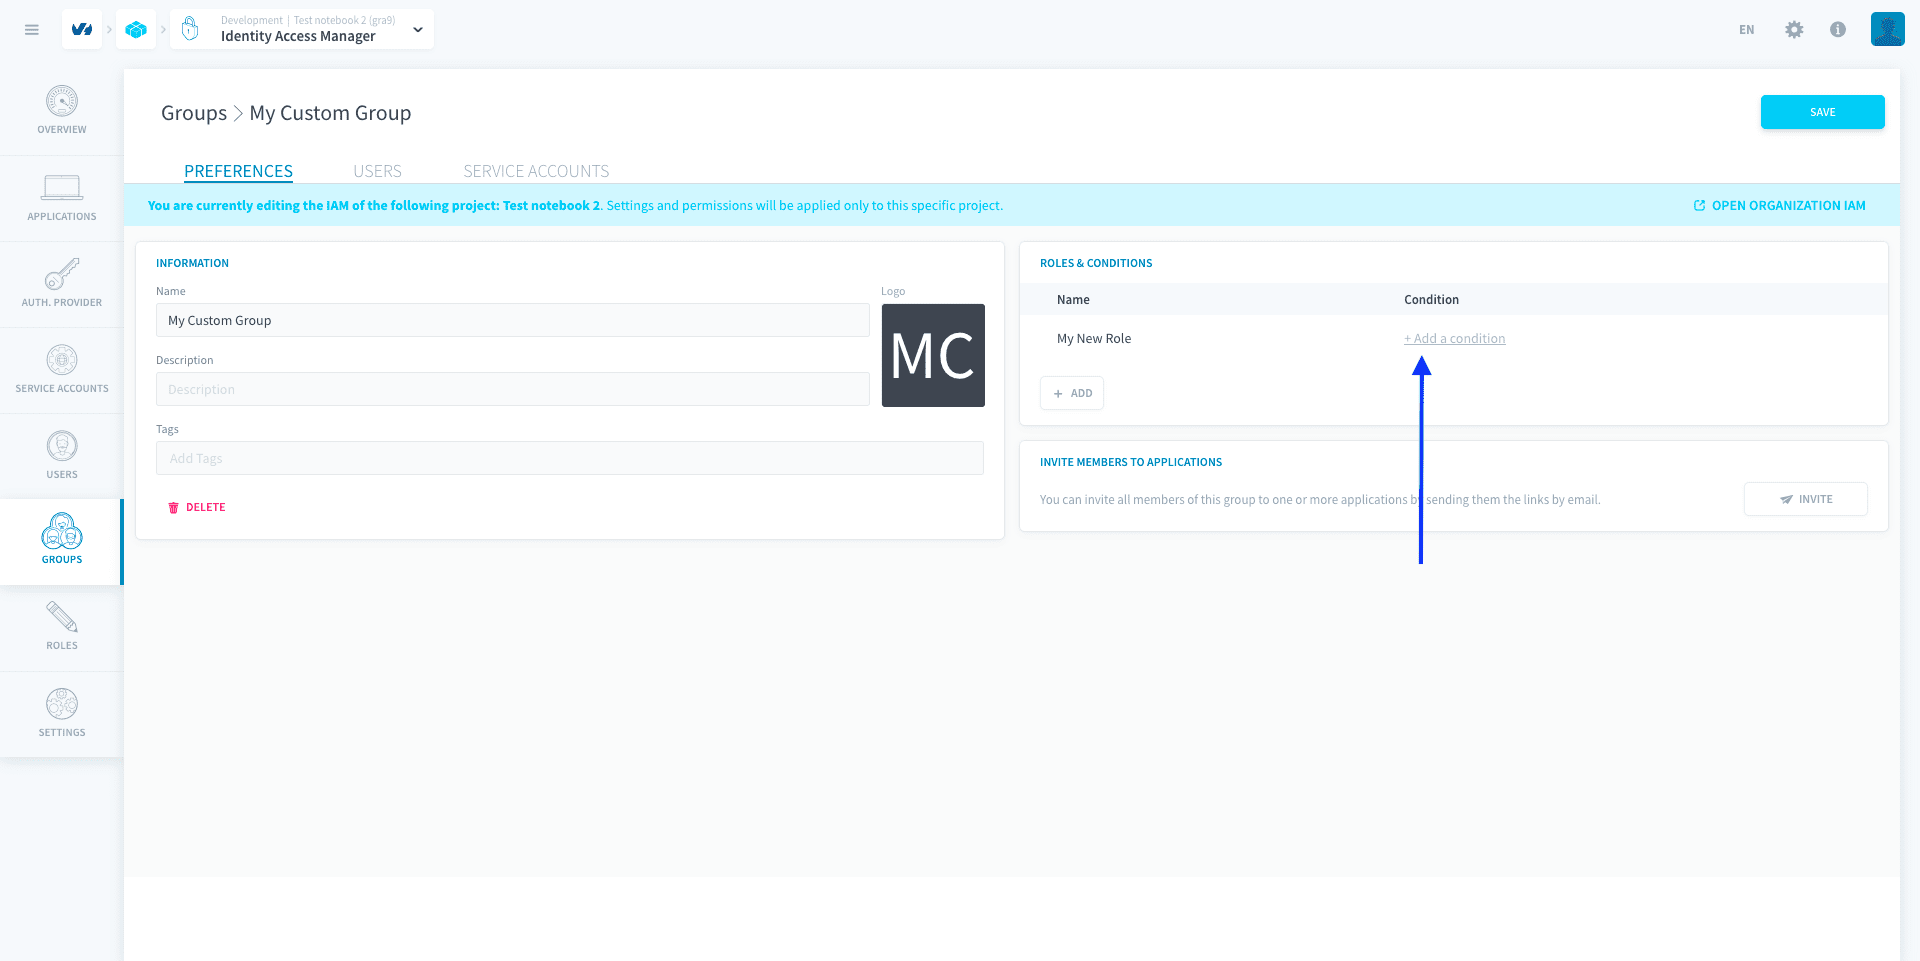 Development | Test notebook 2 (gra9)
Identity Access Manager
EN
OVERVIEW
APPLICATIONS
AUTH. PROVIDER
SERVICE ACCOUNTS
USERS
GROUPS
ROLES
SETTINGS
Groups > My Custom Group
SAVE
PREFERENCES USERS SERVICE ACCOUNTS
You are currently editing the IAM of the following project: Test notebook 2. Settings and permissions will be applied only to this specific project.
OPEN ORGANIZATION IAM
INFORMATION
Name
My Custom Group
Logo
MC
Description
Description
Tags
Add Tags
DELETE
ROLES & CONDITIONS
Name Condition
My New Role + Add a condition
+ ADD
INVITE MEMBERS TO APPLICATIONS
You can invite all members of this group to one or more applications by sending them the links by email.
INVITE